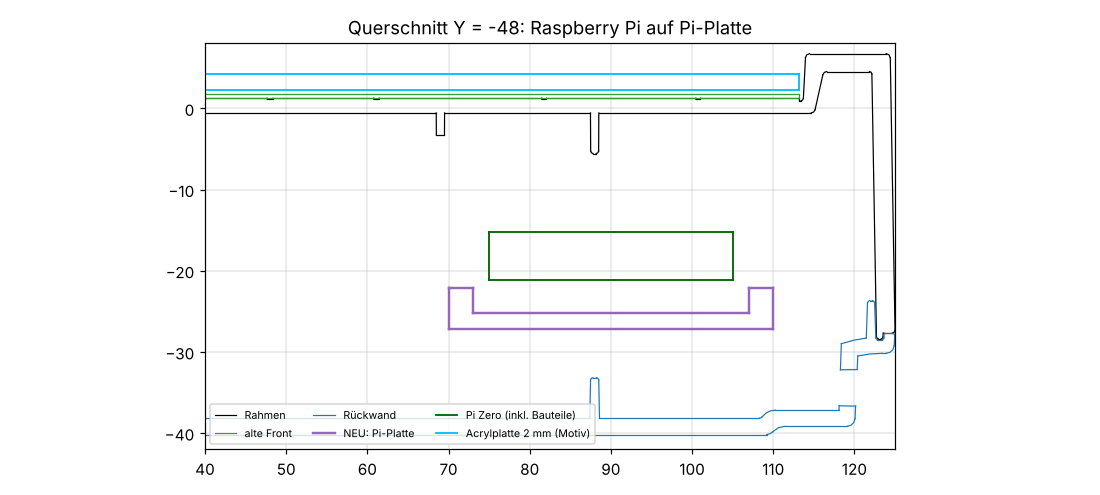 Querschnitt Y = -48: Raspberry Pi auf Pi-Platte
0
−10
−20
−30
−40
Rahmen
Rückwand
Pi Zero (inkl. Bauteile)
alte Front
NEU: Pi-Platte
Acrylplatte 2 mm (Motiv)
40
50
60
70
80
90
100
110
120